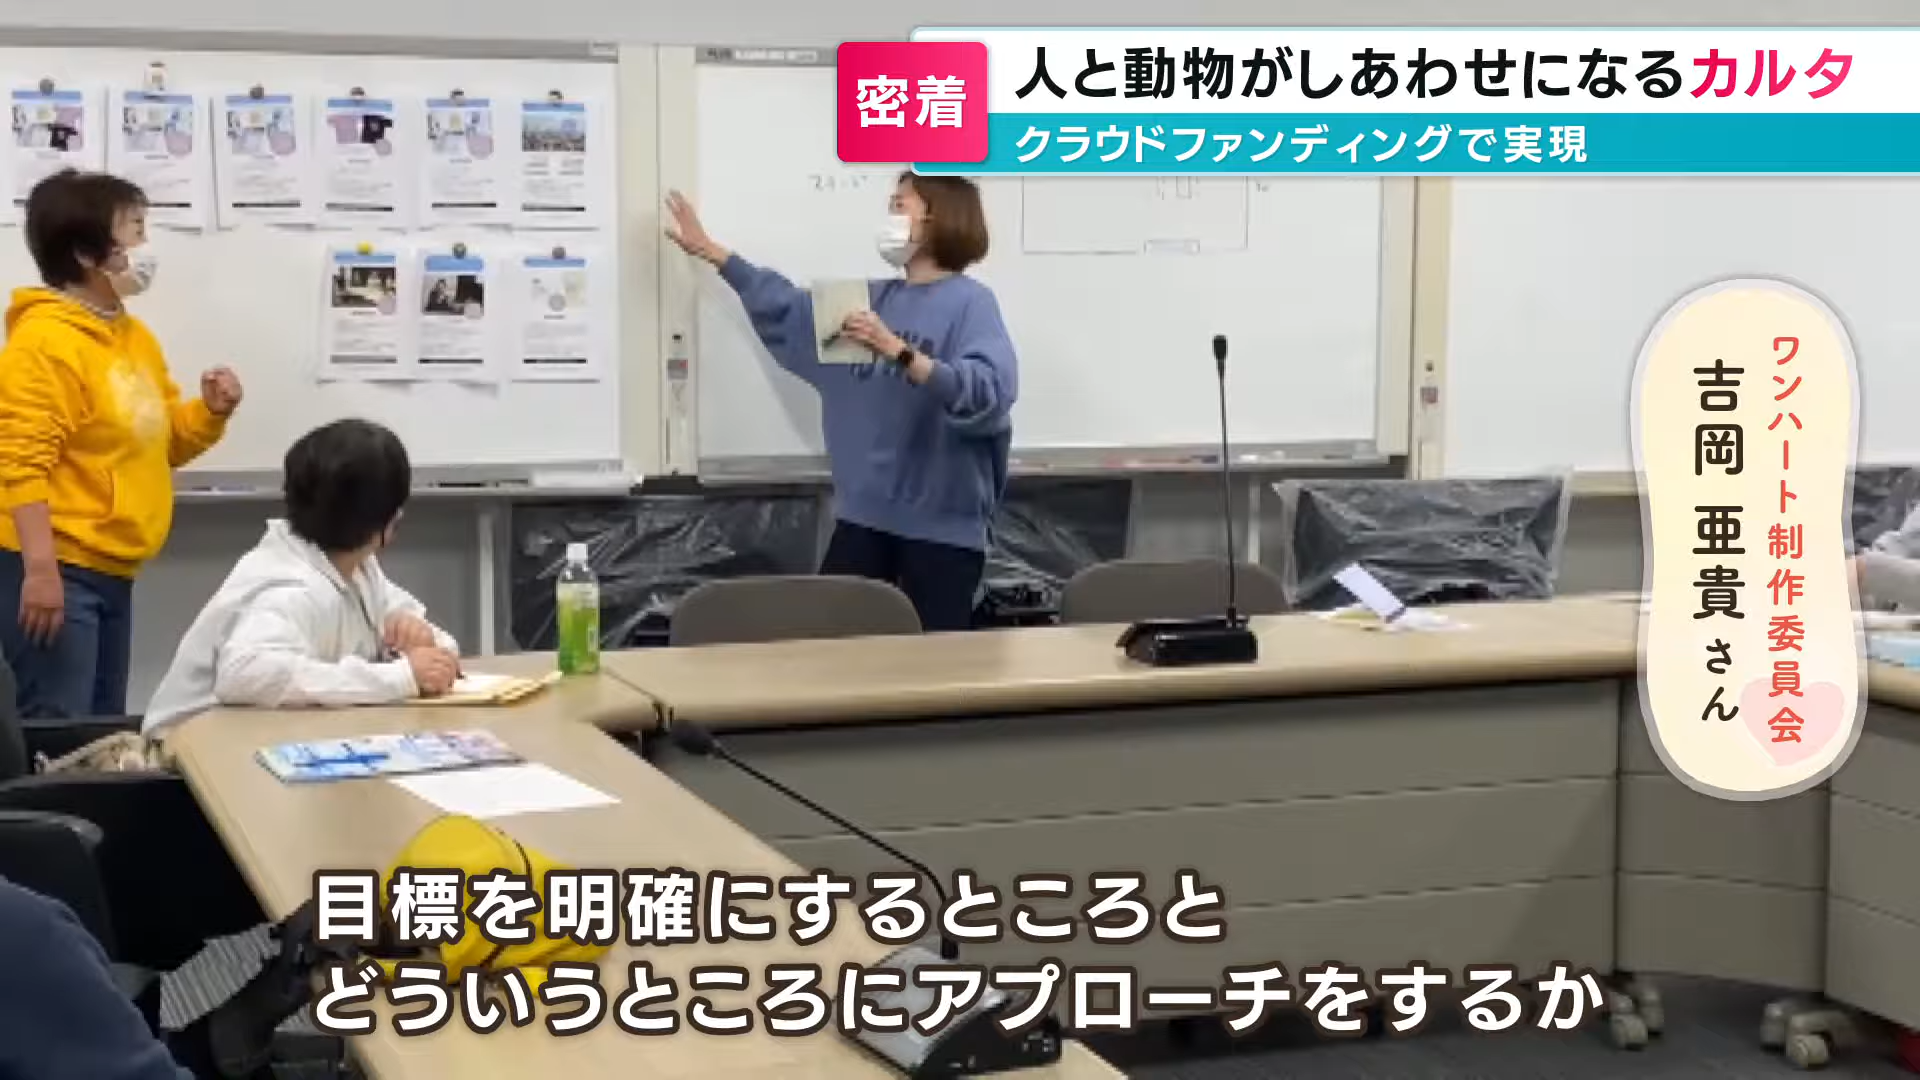 密着
人と動物がしあわせになるカルタ
クラウドファンディングで実現
ワンハート制作委員会
吉岡 亜貴さん
目標を明確にするところと
どういうところにアプローチをするか